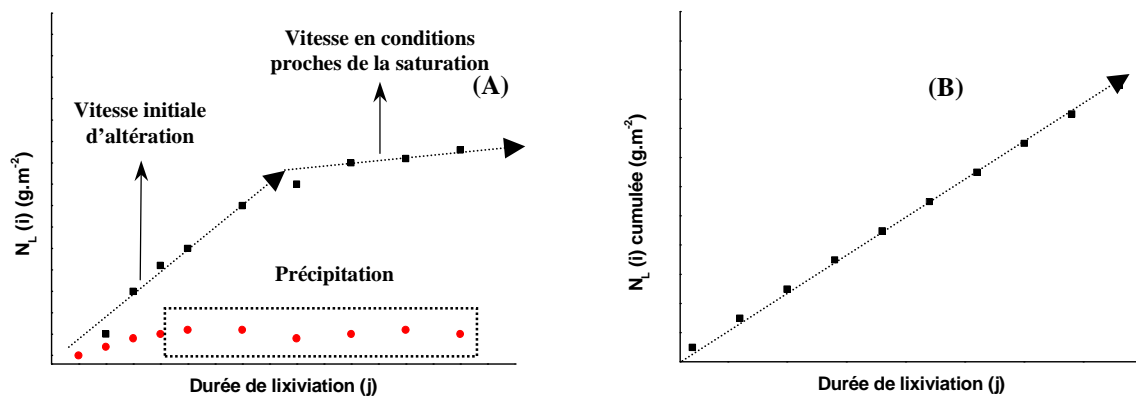 Vitesse en conditions
proches de la saturation
(A)
Vitesse initiale
d’altération
Précipitation
N_L (i) (g.m⁻²)
Durée de lixiviation (j)
(B)
N_L (i) cumulée (g.m⁻²)
Durée de lixiviation (j)